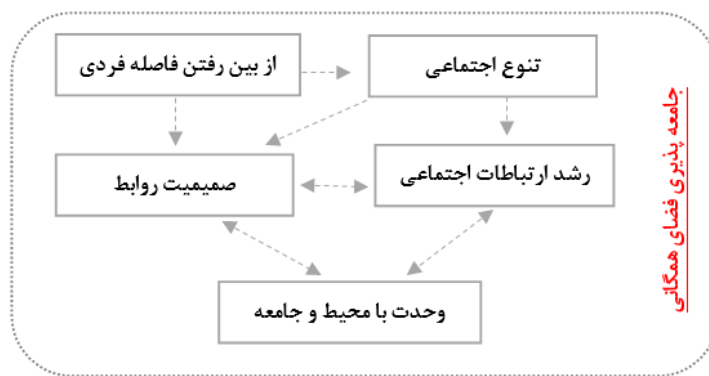 تنوع اجتماعی
از بین رفتن فاصله فردی
رشد ارتباطات اجتماعی
صمیمیت روابط
وحدت با محیط و جامعه
جامعه پذیری فضای همگانی